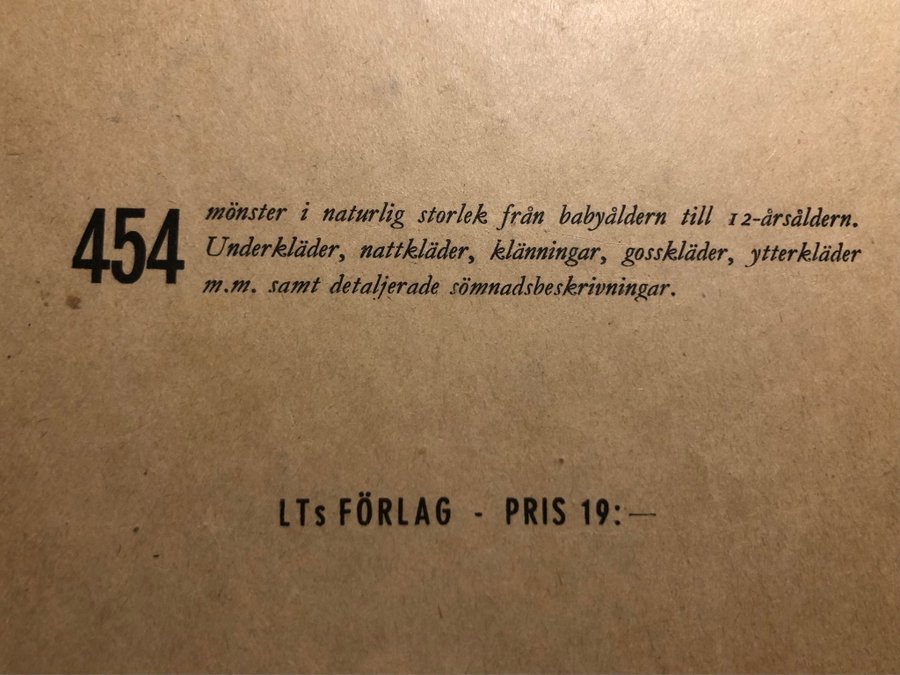 454 mönster i naturlig storlek från babyåldern till 12-årsåldern.
Underkläder, nattkläder, klänningar, gosskläder, ytterkläder
m.m. samt detaljerade sömnadsbeskrivningar.
LTs FÖRLAG - PRIS 19:—